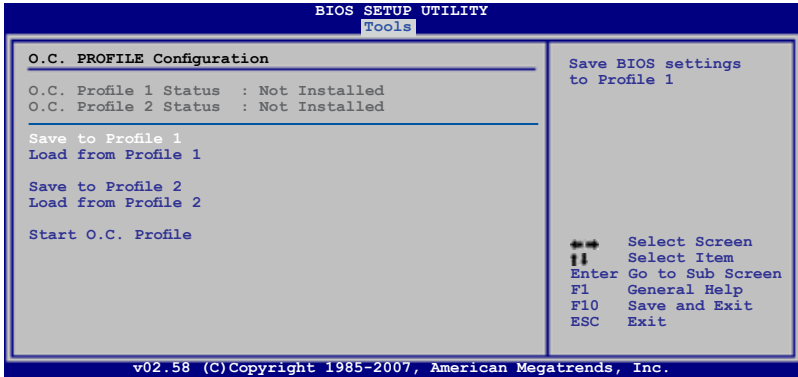 BIOS SETUP UTILITY
Tools
O.C. PROFILE Configuration
O.C. Profile 1 Status : Not Installed
O.C. Profile 2 Status : Not Installed
Save to Profile 1
Load from Profile 1
Save to Profile 2
Load from Profile 2
Start O.C. Profile
Save BIOS settings
to Profile 1
Select Screen
Select Item
Enter Go to Sub Screen
F1 General Help
F10 Save and Exit
ESC Exit
v02.58 (C)Copyright 1985-2007, American Megatrends, Inc.